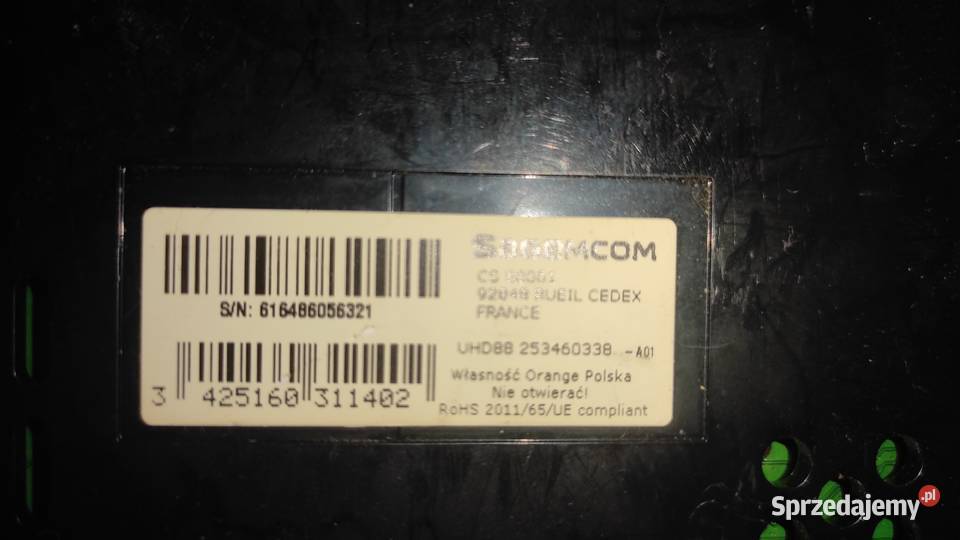 SAGEMCOM
CS
92848 RUEIL CEDEX
FRANCE
S/N: 616486056321
UHD88 253460338 -A01
3 425160 311402
Własność Orange Polska
Nie otwierać!
RoHS 2011/65/UE compliant
Sprzedajemy.pl